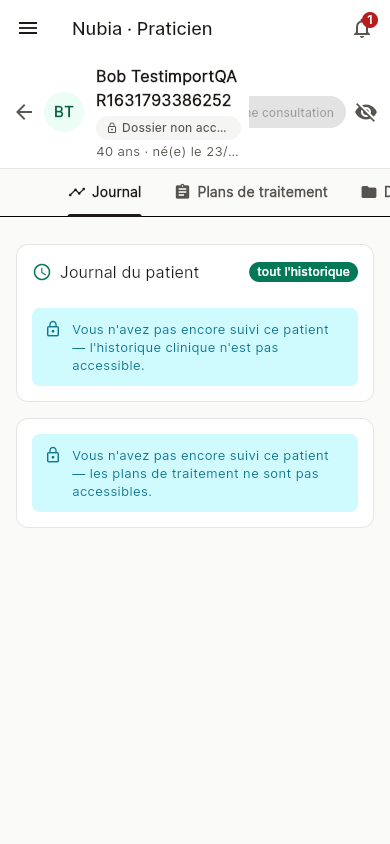 Nubia · Praticien
1
Bob TestimportQA
R1631793386252
BT
Dossier non acc...
40 ans · né(e) le 23/...
consultation
Journal
Plans de traitement
Journal du patient
tout l'historique
Vous n'avez pas encore suivi ce patient
— l'historique clinique n'est pas
accessible.
Vous n'avez pas encore suivi ce patient
— les plans de traitement ne sont pas
accessibles.